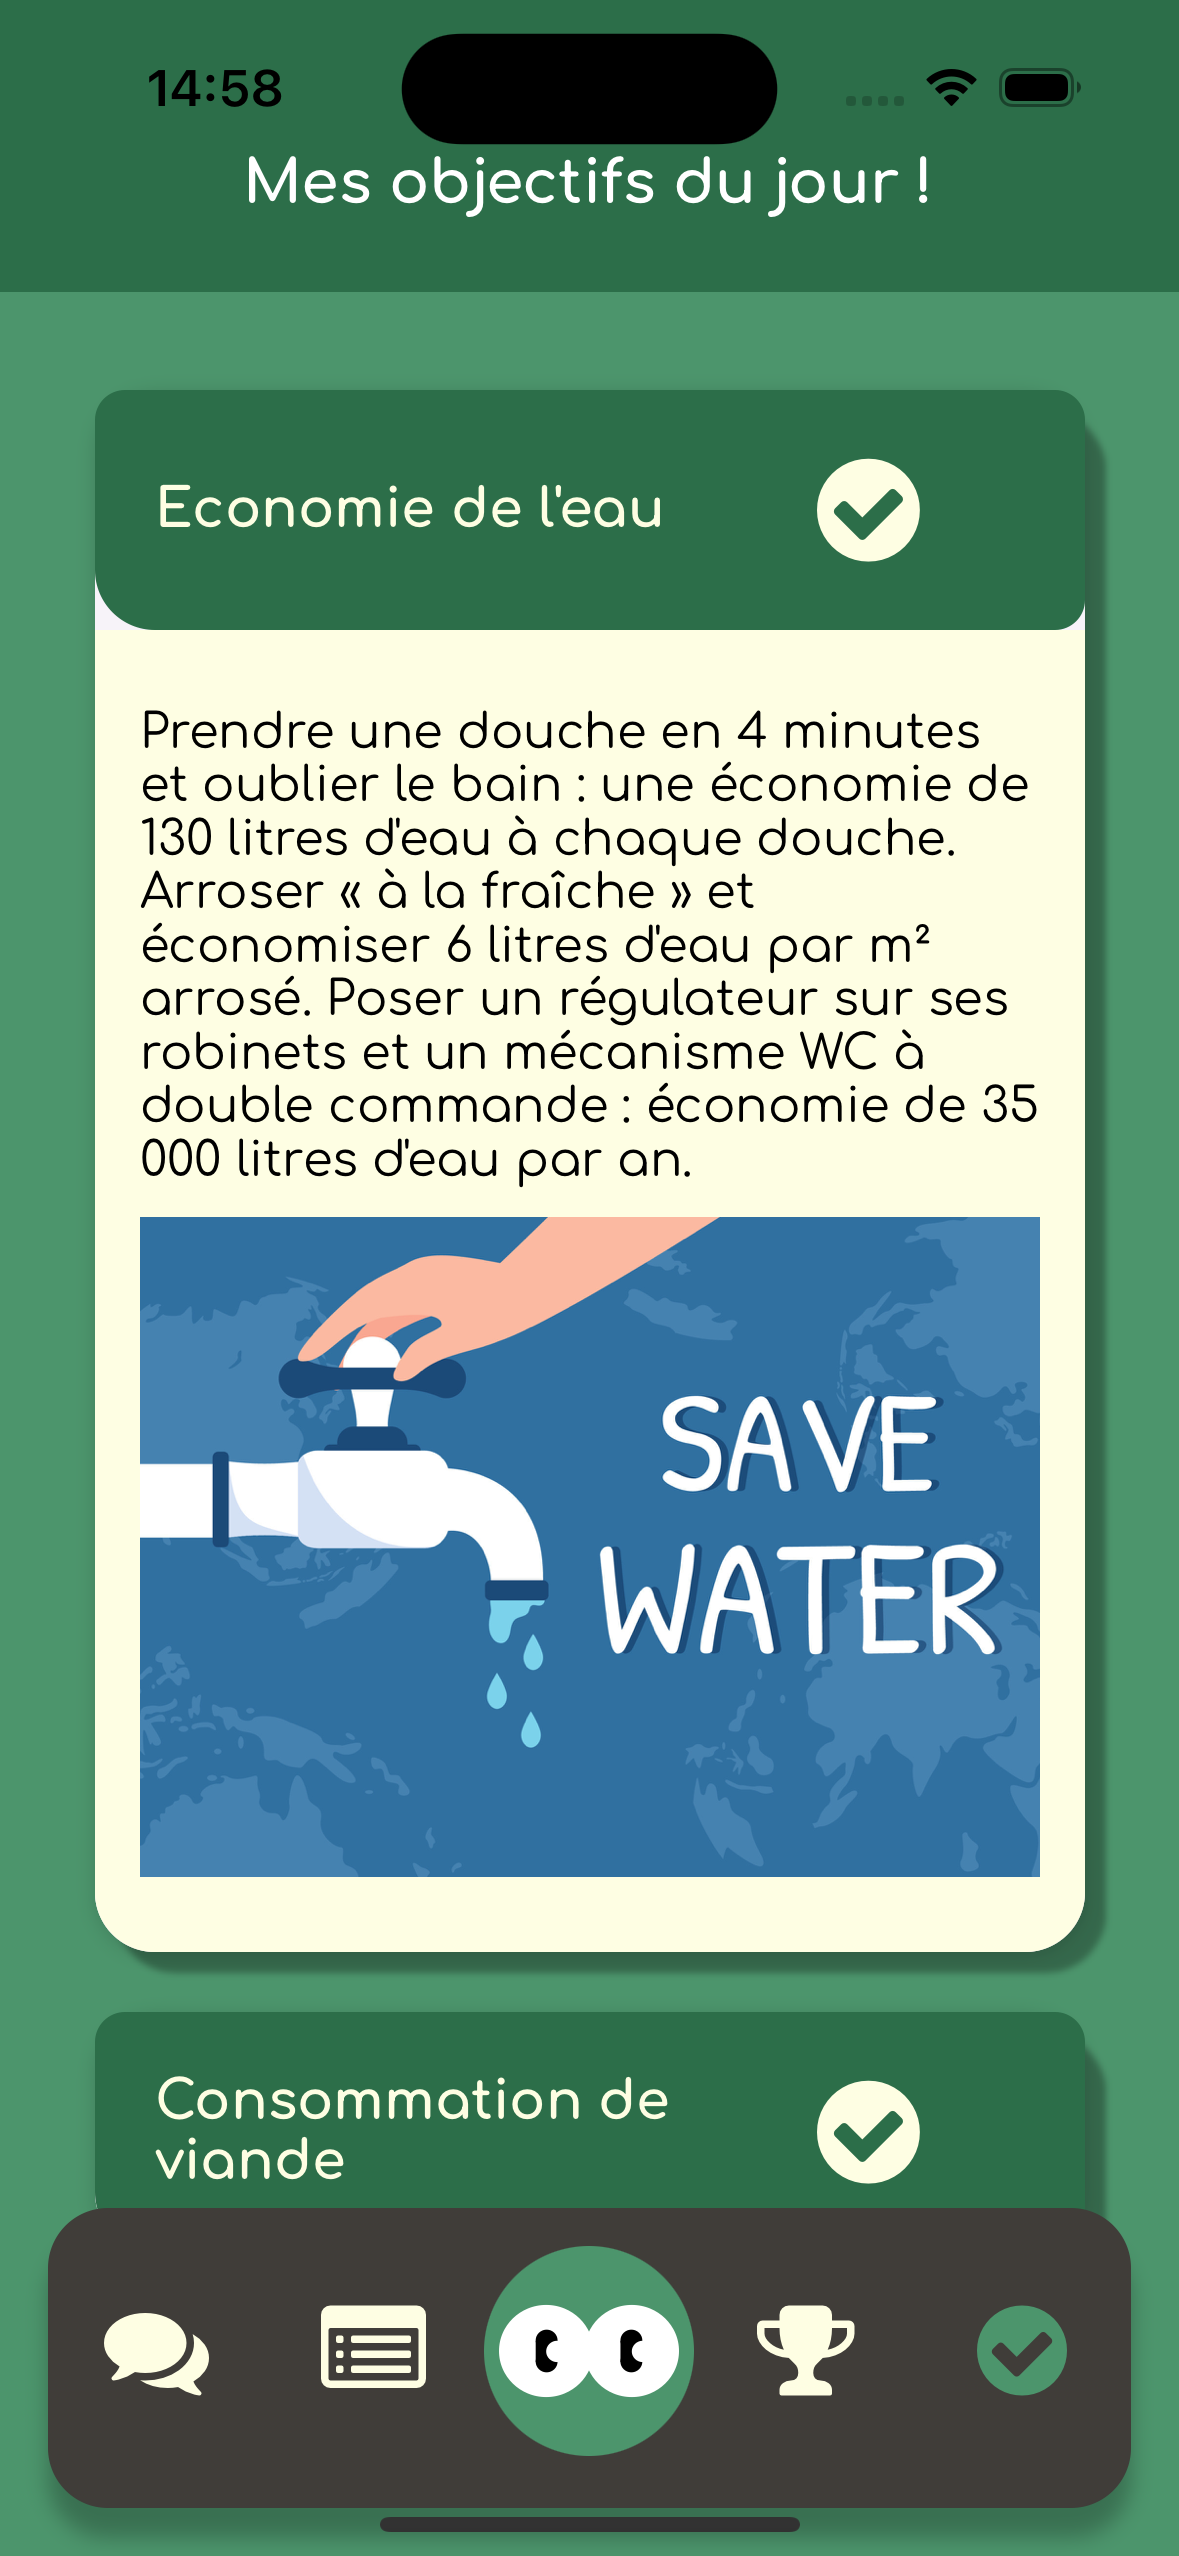 14:58
Mes objectifs du jour !
Economie de l'eau
Prendre une douche en 4 minutes
et oublier le bain : une économie de
130 litres d'eau à chaque douche.
Arroser « à la fraîche » et
économiser 6 litres d'eau par m²
arrosé. Poser un régulateur sur ses
robinets et un mécanisme WC à
double commande : économie de 35
000 litres d'eau par an.
SAVE
WATER
Consommation de
viande